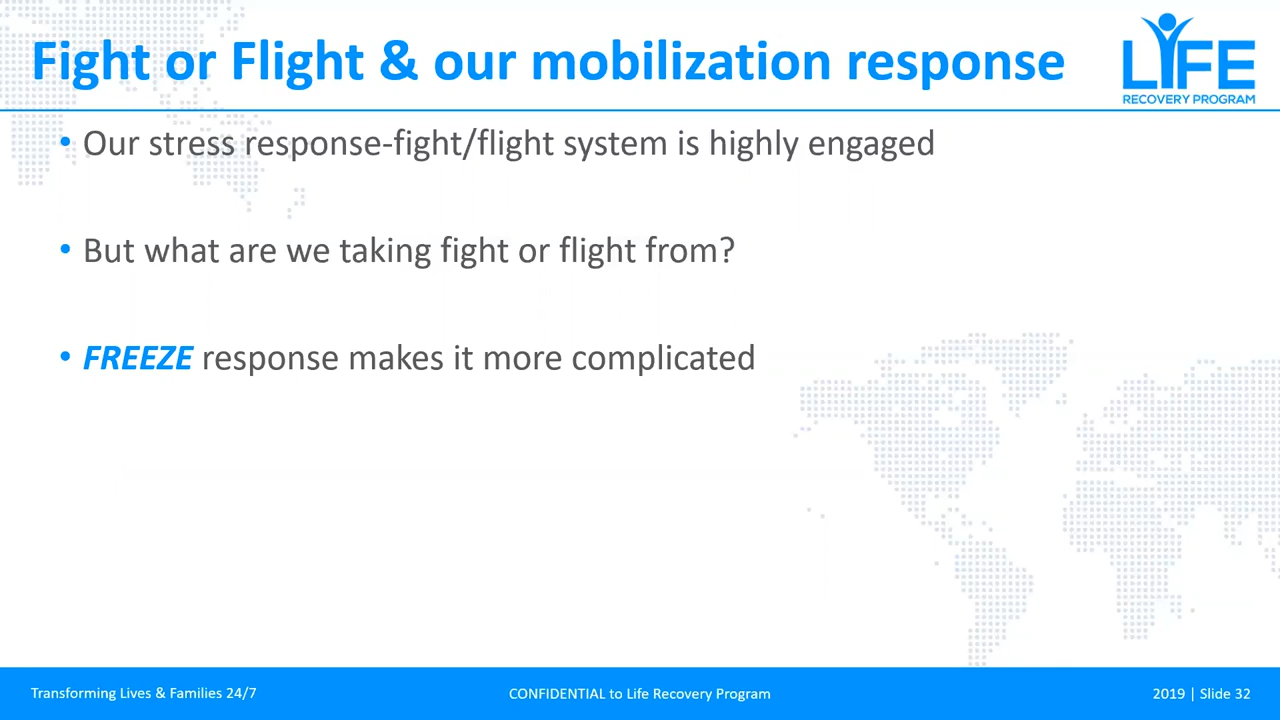 Fight or Flight & our mobilization response
LIFE
RECOVERY PROGRAM
• Our stress response-fight/flight system is highly engaged
• But what are we taking fight or flight from?
• FREEZE response makes it more complicated
Transforming Lives & Families 24/7
CONFIDENTIAL to Life Recovery Program
2019 | Slide 32